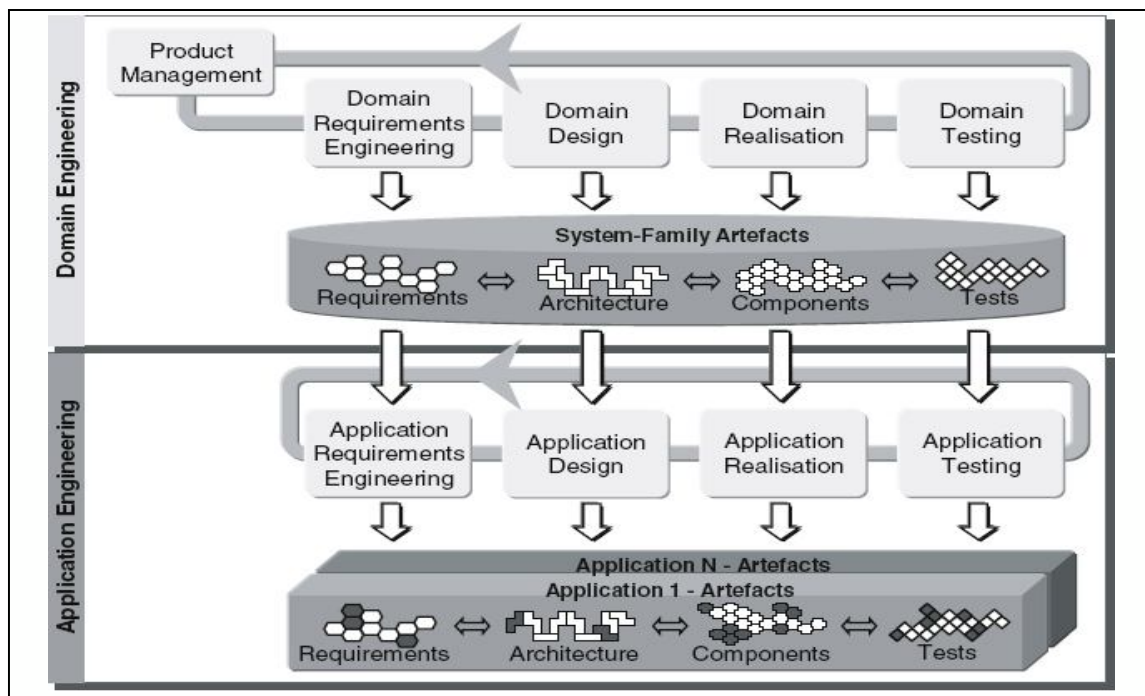 Domain Engineering
Product
Management
Domain
Requirements
Engineering
Domain
Design
Domain
Realisation
Domain
Testing
System-Family Artefacts
Requirements
Architecture
Components
Tests
Application Engineering
Application
Requirements
Engineering
Application
Design
Application
Realisation
Application
Testing
Application N - Artefacts
Application 1 - Artefacts
Requirements
Architecture
Components
Tests